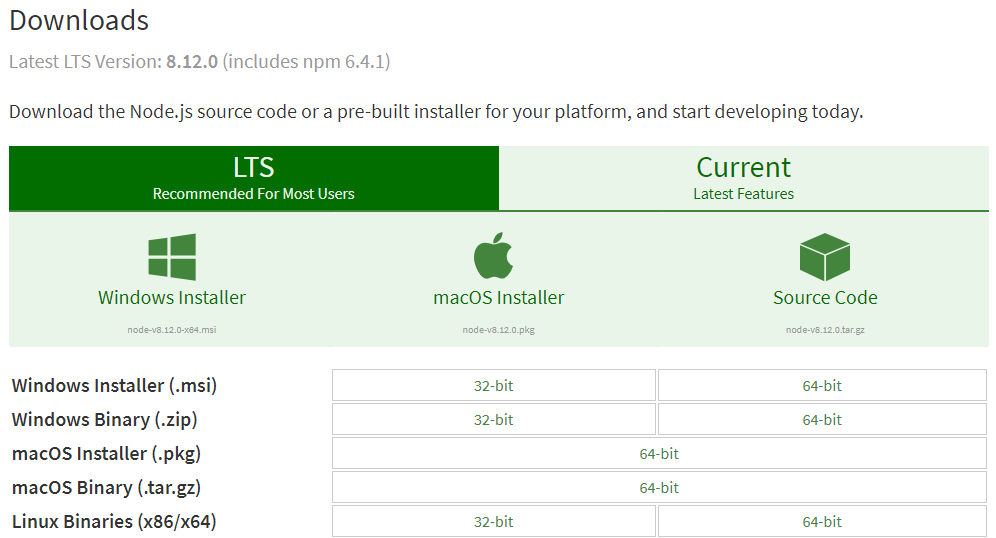 Downloads
Latest LTS Version: 8.12.0 (includes npm 6.4.1)
Download the Node.js source code or a pre-built installer for your platform, and start developing today.
LTS
Recommended For Most Users
Current
Latest Features
Windows Installer
node-v8.12.0-x64.msi
macOS Installer
node-v8.12.0.pkg
Source Code
node-v8.12.0.tar.gz
Windows Installer (.msi) 32-bit 64-bit
Windows Binary (.zip) 32-bit 64-bit
macOS Installer (.pkg) 64-bit
macOS Binary (.tar.gz) 64-bit
Linux Binaries (x86/x64) 32-bit 64-bit